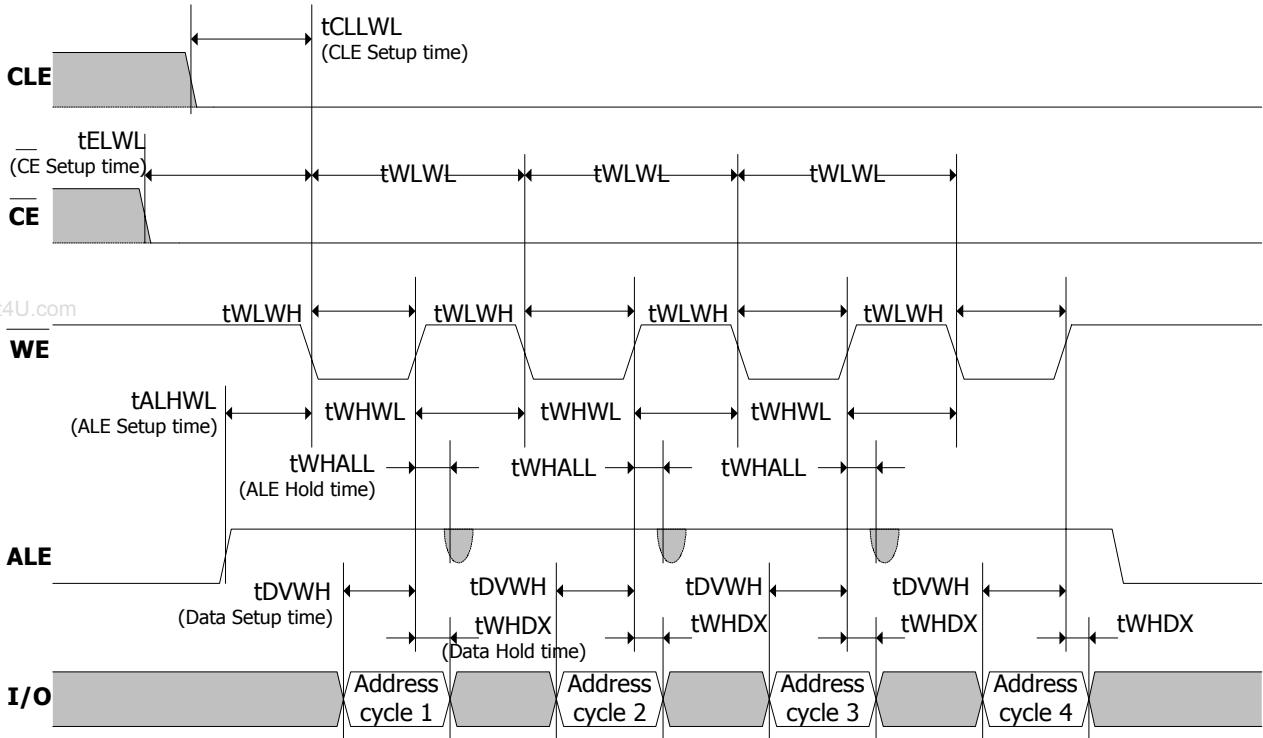 tCLLWL
(CLE Setup time)
CLE
tELWL
(CE Setup time)
tWLWL tWLWL tWLWL
CE
t4U.com
tWLWH tWLWH tWLWH tWLWH
WE
tALHWL
(ALE Setup time)
tWHWL tWHWL tWHWL
tWHALL tWHALL tWHALL
(ALE Hold time)
ALE
tDVWH tDVWH tDVWH tDVWH
(Data Setup time)
tWHDX tWHDX tWHDX tWHDX
(Data Hold time)
I/O
Address Address Address Address
cycle 1 cycle 2 cycle 3 cycle 4